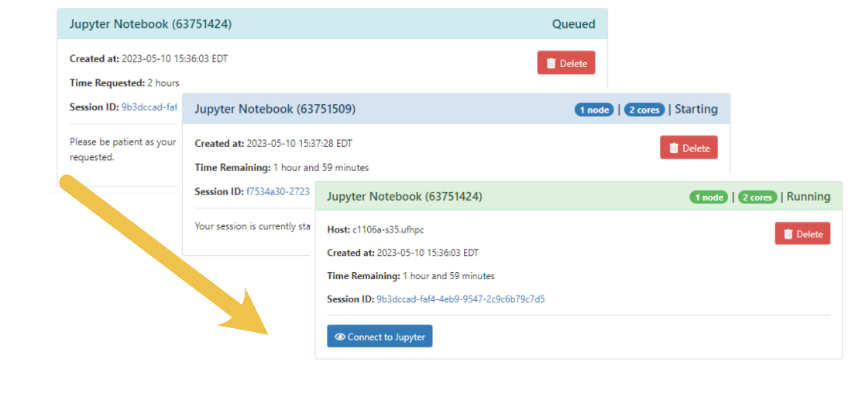 Jupyter Notebook (63751424) Queued
Created at: 2023-05-10 15:36:03 EDT
Delete
Time Requested: 2 hours
Session ID: 9b3dccad-faf
Please be patient as your
requested.
Jupyter Notebook (63751509) 1 node | 2 cores | Starting
Created at: 2023-05-10 15:37:28 EDT
Delete
Time Remaining: 1 hour and 59 minutes
Session ID: f7534a30-2723
Your session is currently sta
Jupyter Notebook (63751424) 1 node | 2 cores | Running
Host: c1106a-s35.ufhpc
Delete
Created at: 2023-05-10 15:36:03 EDT
Time Remaining: 1 hour and 59 minutes
Session ID: 9b3dccad-faf4-4eb9-9547-2c9c6b79c7d5
Connect to Jupyter